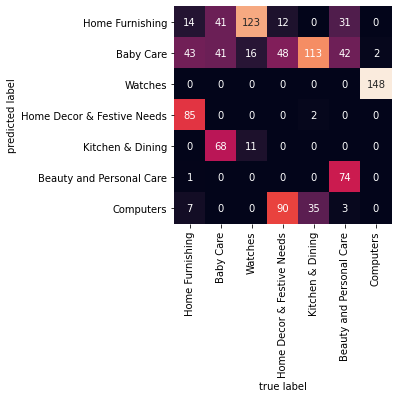 Home Furnishing 14 41 123 12 0 31 0
Baby Care 43 41 16 48 113 42 2
Watches 0 0 0 0 0 0 148
Home Decor & Festive Needs 85 0 0 0 2 0 0
Kitchen & Dining 0 68 11 0 0 0 0
Beauty and Personal Care 1 0 0 0 0 74 0
Computers 7 0 0 90 35 3 0
predicted label
Home Furnishing
Baby Care
Watches
Home Decor & Festive Needs
Kitchen & Dining
Beauty and Personal Care
Computers
true label